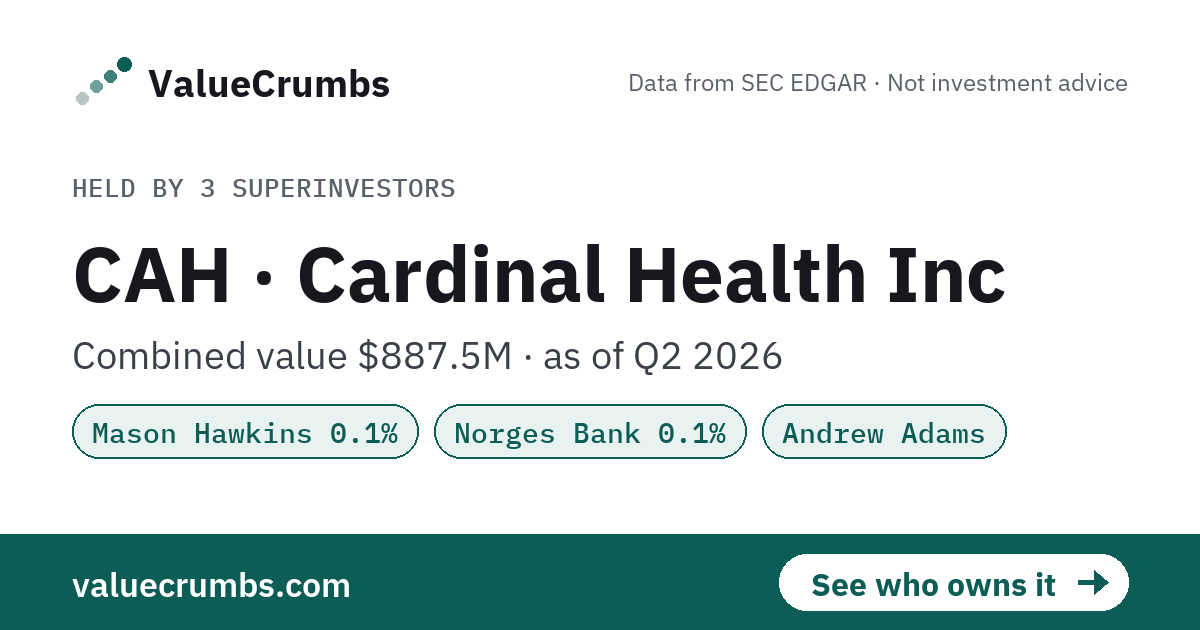 ValueCrumbs
Data from SEC EDGAR · Not investment advice
HELD BY 3 SUPERINVESTORS
CAH · Cardinal Health Inc
Combined value $887.5M · as of Q2 2026
Mason Hawkins 0.1% Norges Bank 0.1% Andrew Adams
valuecrumbs.com
See who owns it →